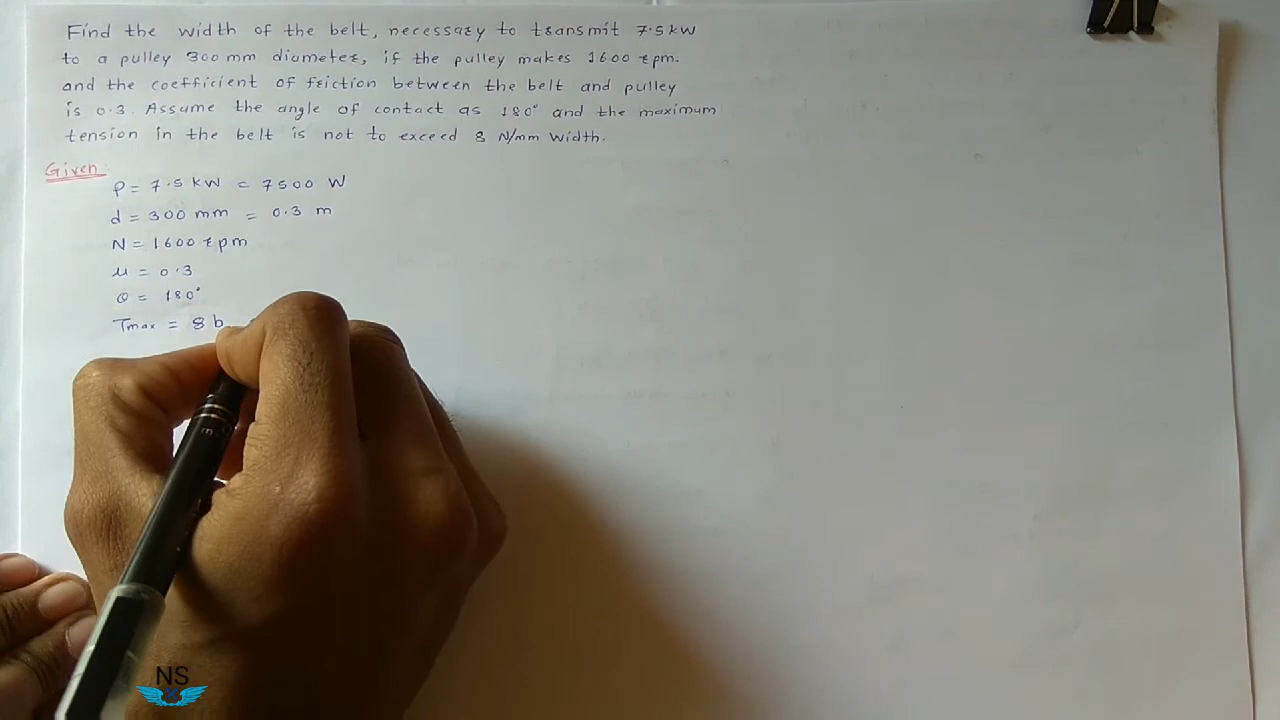 Find the width of the belt, necessary to transmit 7.5 kW
to a pulley 300 mm diameter, if the pulley makes 1600 rpm.
and the coefficient of friction between the belt and pulley
is 0.3. Assume the angle of contact as 180° and the maximum
tension in the belt is not to exceed 8 N/mm width.
Given
P = 7.5 kW = 7500 W
d = 300 mm = 0.3 m
N = 1600 rpm
μ = 0.3
θ = 180°
Tmax = 8 b
NS